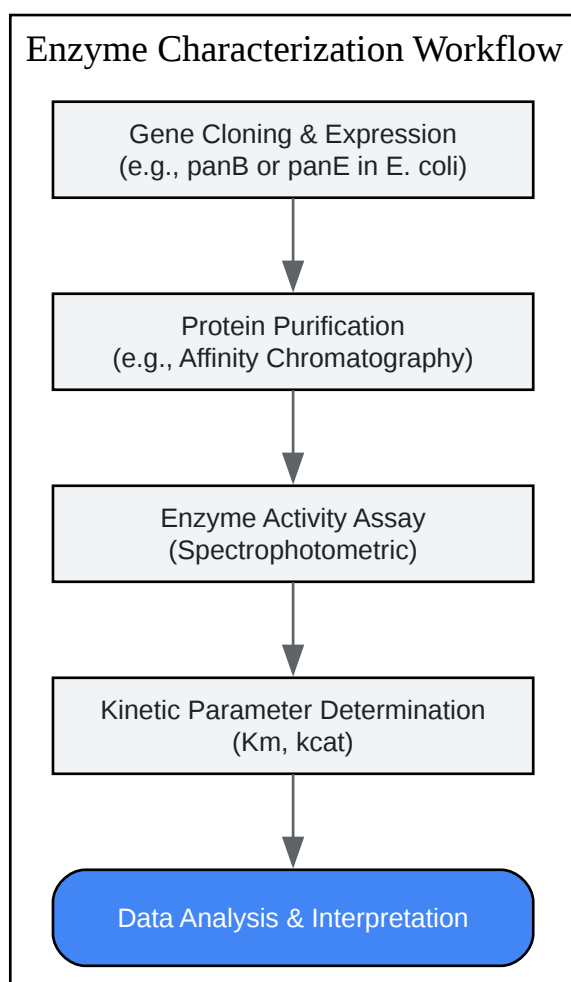 Enzyme Characterization Workflow
Gene Cloning & Expression
(e.g., panB or panE in E. coli)
Protein Purification
(e.g., Affinity Chromatography)
Enzyme Activity Assay
(Spectrophotometric)
Kinetic Parameter Determination
(Km, kcat)
Data Analysis & Interpretation